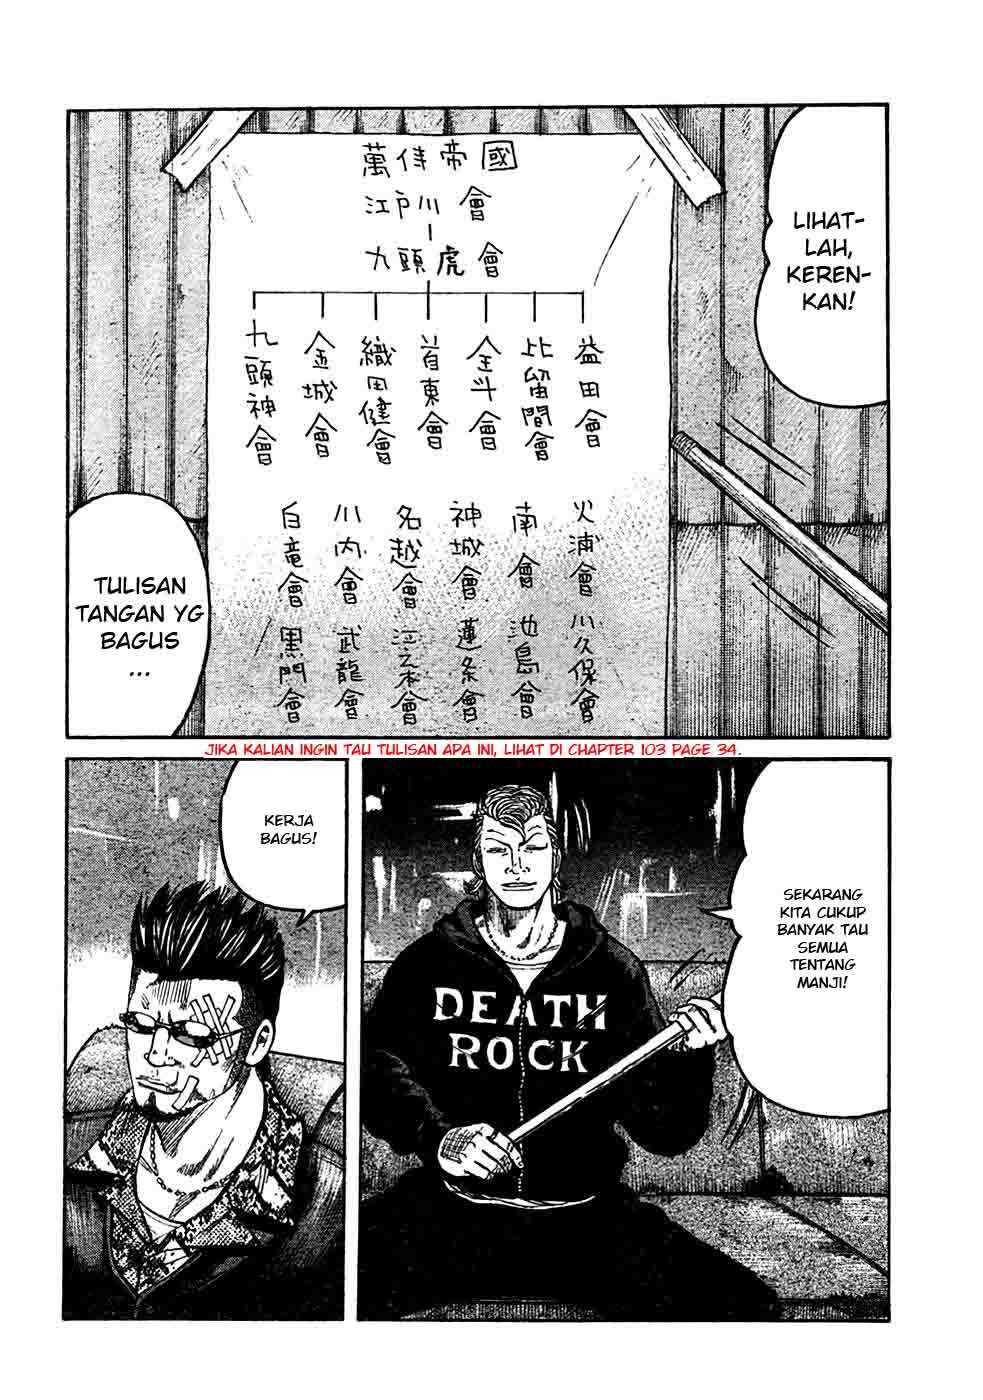 萬侍帝國
江戸川會
九頭虎會
九頭神會
金城會
織田健會
首東會
全斗會
比留間會
益田會
白竜會
川内會
名越會
神城會
南會
火浦會
黒門會
武龍會
江之本會
蓮条會
池島會
小久保會
LIHAT-
LAH,
KEREN-
KAN!
TULISAN
TANGAN YG
BAGUS
...
JIKA KALIAN INGIN TAU TULISAN APA INI, LIHAT DI CHAPTER 103 PAGE 34.
KERJA
BAGUS!
SEKARANG
KITA CUKUP
BANYAK TAU
SEMUA
TENTANG
MANJI!
DEATH
ROCK